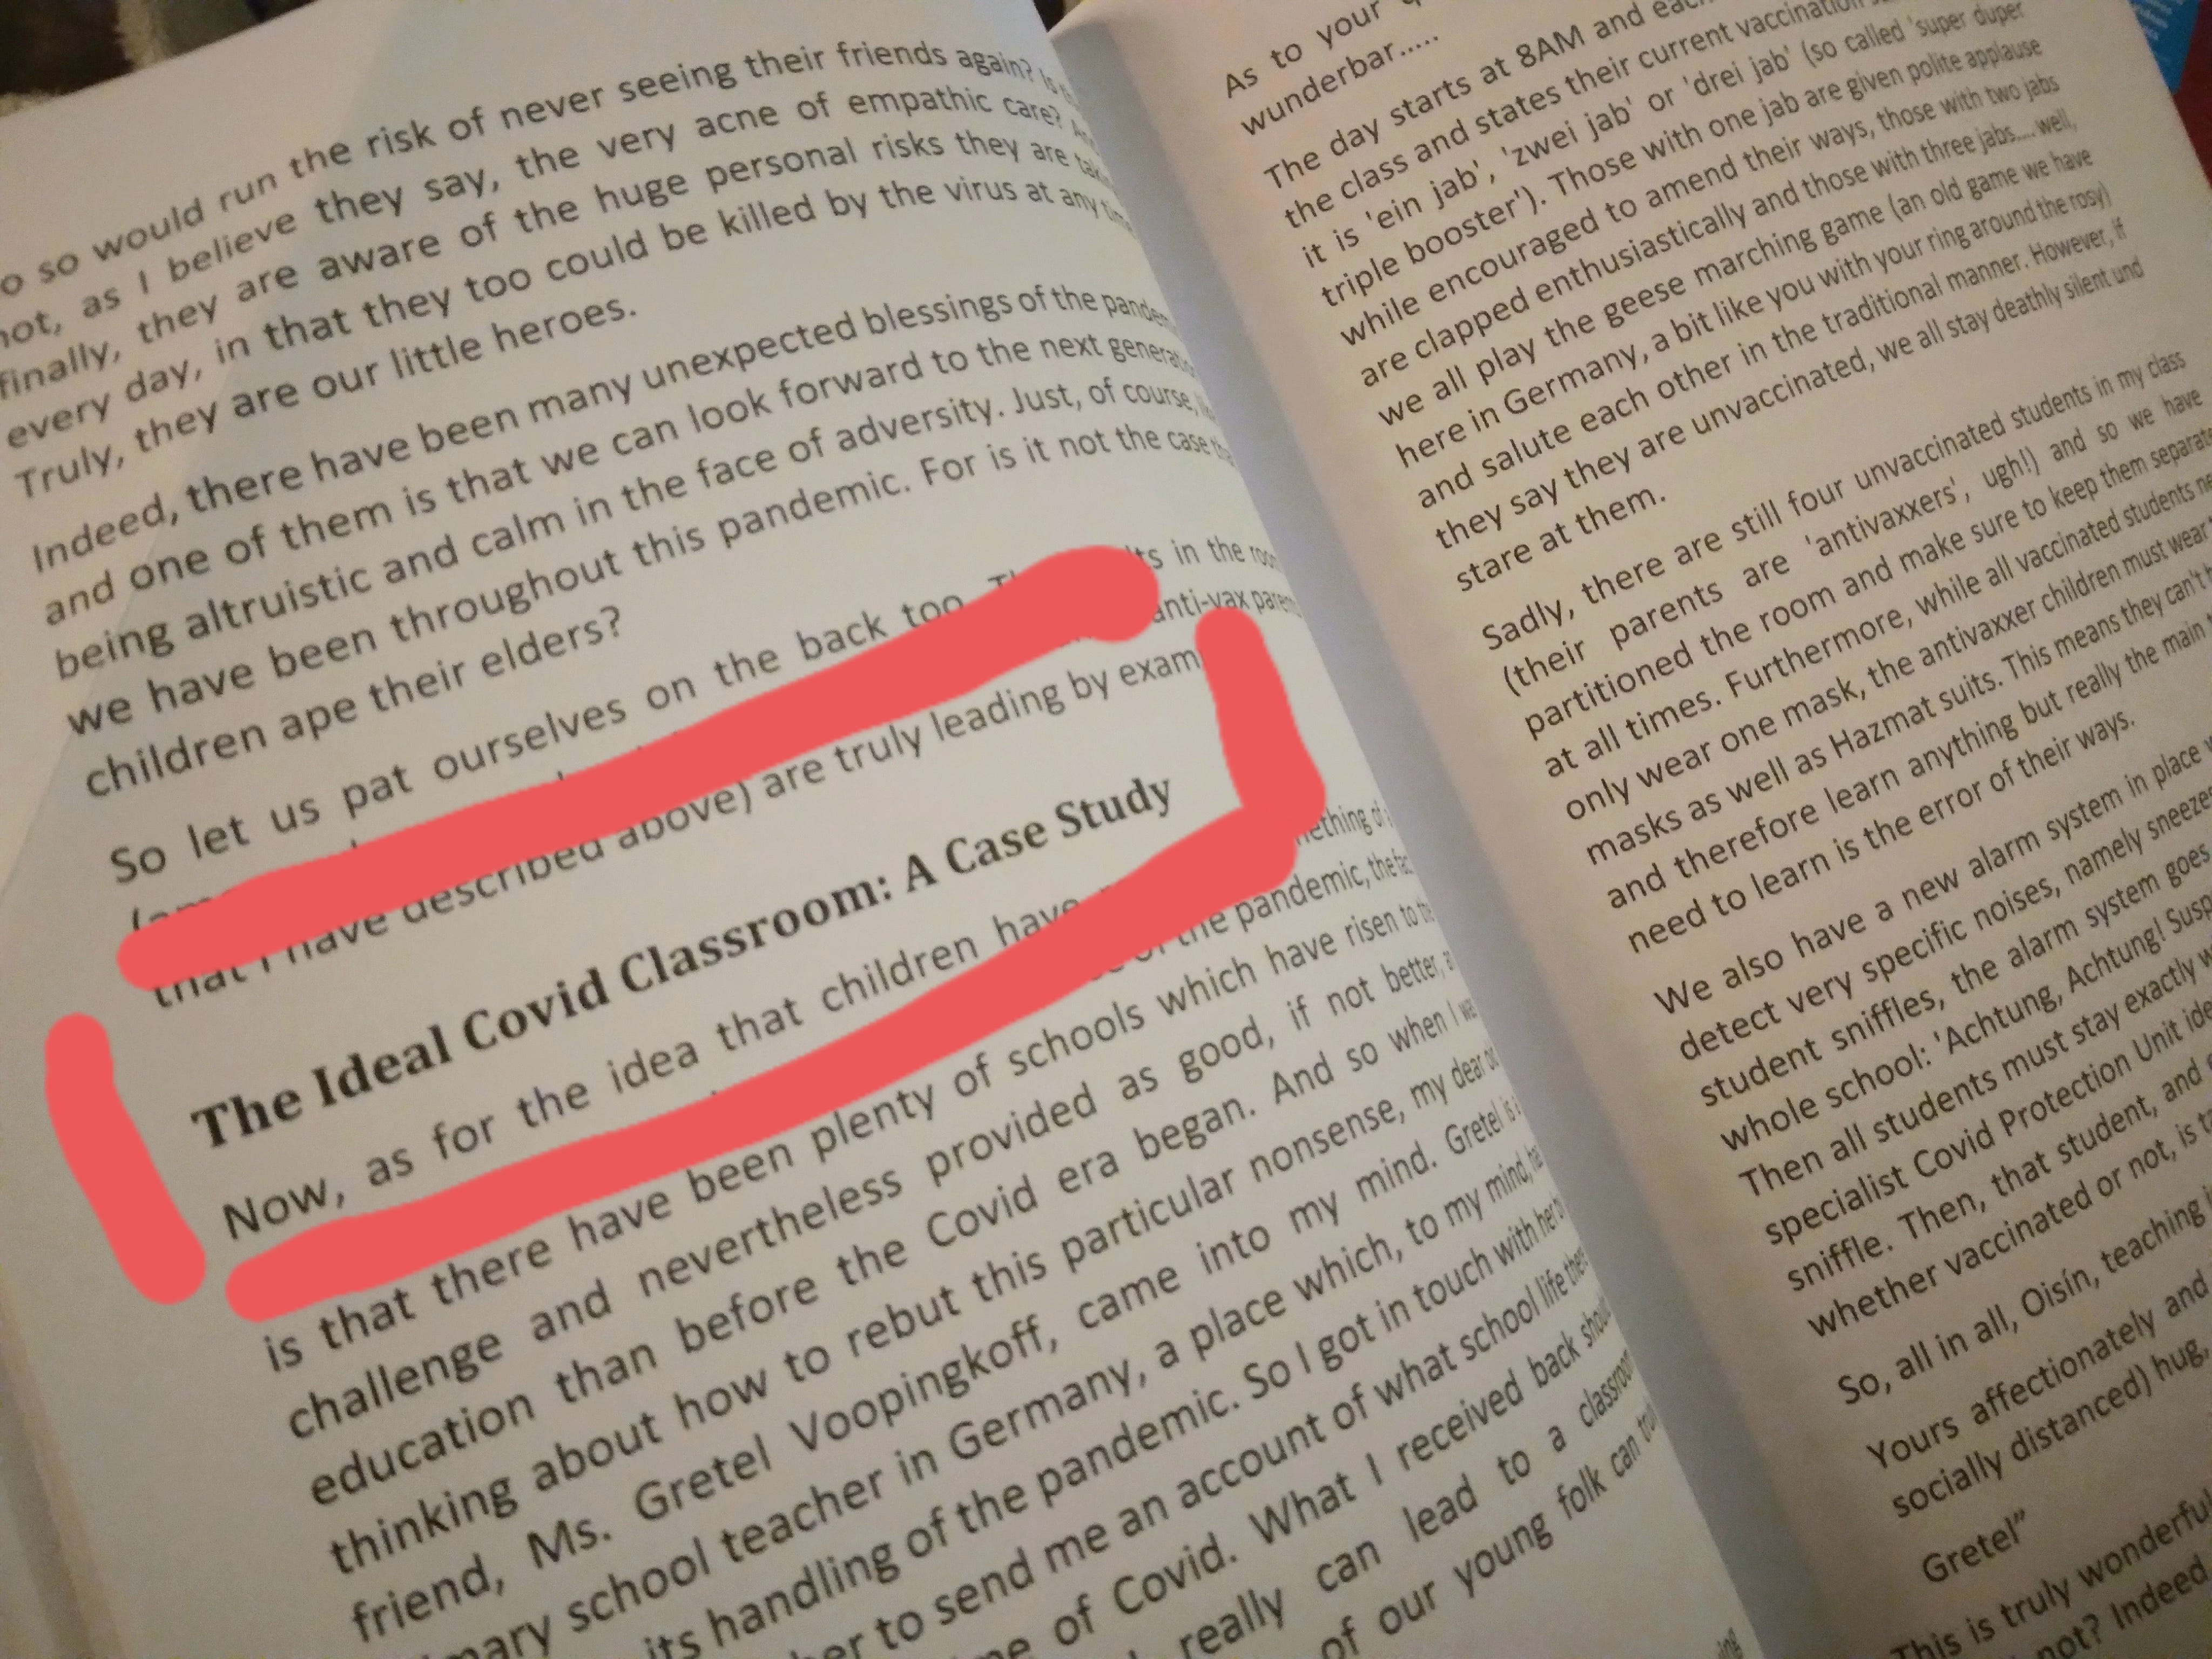 so would run the risk of never seeing their friends again?
not, as I believe they say, the very acne of empathic care?
finally, they are aware of the huge personal risks they are
every day, in that they too could be killed by the virus at any
Truly, they are our little heroes.
Indeed, there have been many unexpected blessings of the
and one of them is that we can look forward to the next
being altruistic and calm in the face of adversity. Just, of course,
we have been throughout this pandemic. For is it not the case
children ape their elders?
So let us pat ourselves on the back too. in the
anti-vax
that I have described above) are truly leading by
The Ideal Covid Classroom: A Case Study
Now, as for the idea that children have
the pandemic, the
is that there have been plenty of schools which have risen to
challenge and nevertheless provided as good, if not better,
education than before the Covid era began. And so when I
thinking about how to rebut this particular nonsense, my dear
friend, Ms. Gretel Voopingkoff, came into my mind. Gretel is
school teacher in Germany, a place which, to my mind,
its handling of the pandemic. So I got in touch with
to send me an account of what school life
of Covid. What I received back
really can lead to a
of our young folk can
As to your
wunderbar.....
The day starts at 8AM and
the class and states their current vaccination
it is 'ein jab', 'zwei jab' or 'drei jab' (so called 'super duper
triple booster'). Those with one jab are given polite applause
while encouraged to amend their ways, those with two jabs
are clapped enthusiastically and those with three jabs....well,
we all play the geese marching game (an old game we have
here in Germany, a bit like you with your ring around the rosy)
and salute each other in the traditional manner. However, if
they say they are unvaccinated, we all stay deathly silent und
stare at them.
Sadly, there are still four unvaccinated students in my class
(their parents are 'antivaxxers', ugh!) and so we have
partitioned the room and make sure to keep them
at all times. Furthermore, while all vaccinated students
only wear one mask, the antivaxxer children must wear
masks as well as Hazmat suits. This means they can't
and therefore learn anything but really the main
need to learn is the error of their ways.
We also have a new alarm system in place
detect very specific noises, namely
student sniffles, the alarm system goes
whole school: 'Achtung, Achtung!
Then all students must stay exactly
specialist Covid Protection Unit
sniffle. Then, that student, and
whether vaccinated or not, is
So, all in all, Oisín, teaching
Yours affectionately and
socially distanced) hug,
Gretel"
This is truly wonderful
not? Indeed